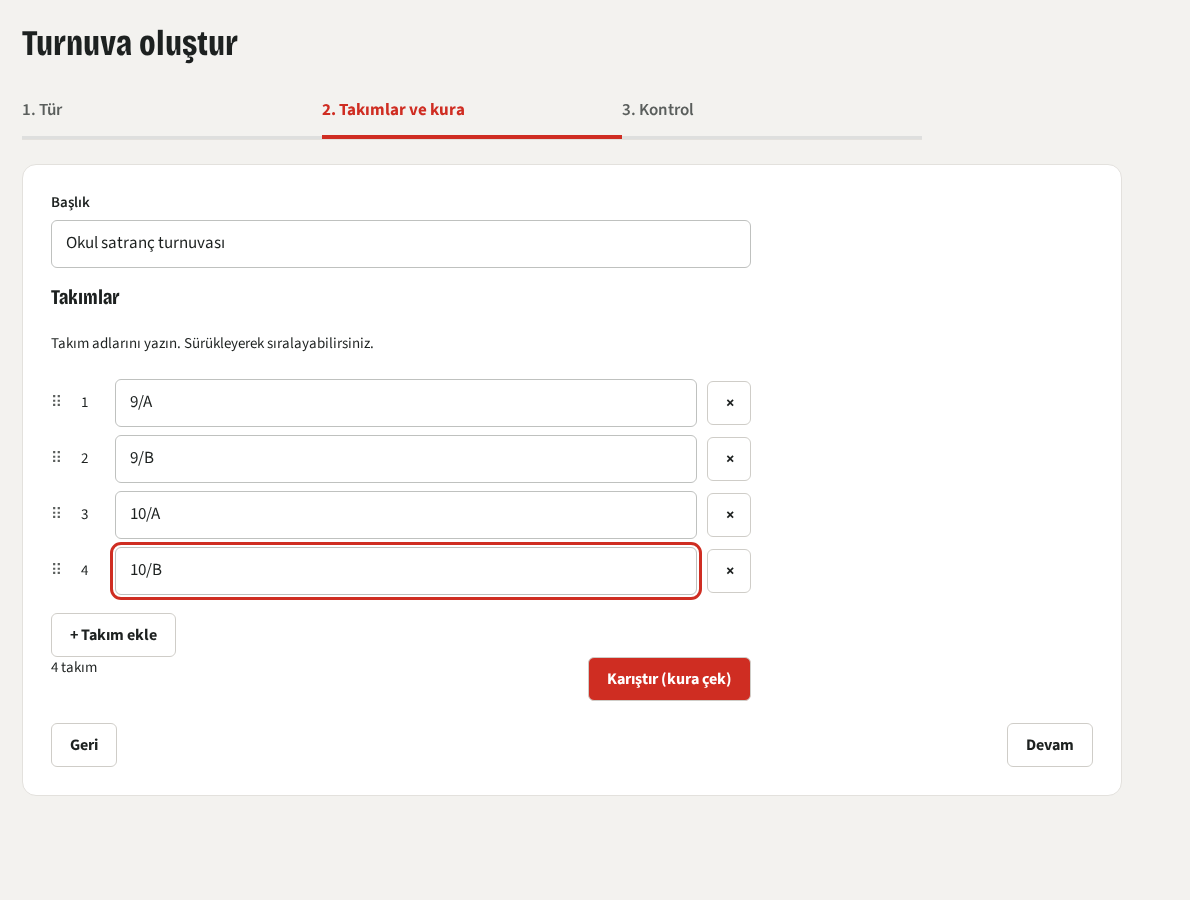 Turnuva oluştur
1. Tür
2. Takımlar ve kura
3. Kontrol
Başlık
Okul satranç turnuvası
Takımlar
Takım adlarını yazın. Sürükleyerek sıralayabilirsiniz.
1 9/A ×
2 9/B ×
3 10/A ×
4 10/B ×
+ Takım ekle
4 takım
Karıştır (kura çek)
Geri
Devam